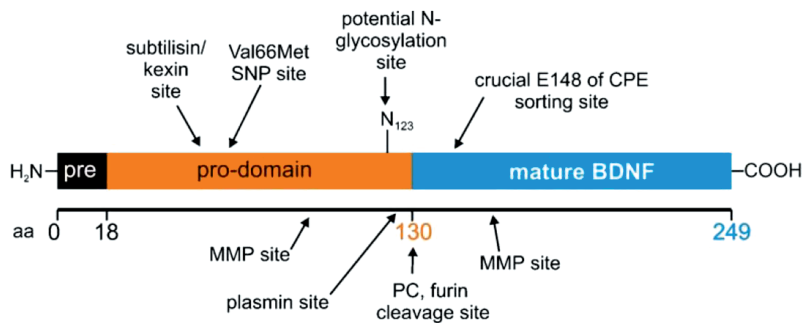 potential N-
glycosylation
site
subtilisin/
kexin
site
Val66Met
SNP site
crucial E148 of CPE
sorting site
N123
H2N
pre
pro-domain
mature BDNF
COOH
aa
0
18
130
249
MMP site
plasmin site
PC, furin
cleavage site
MMP site